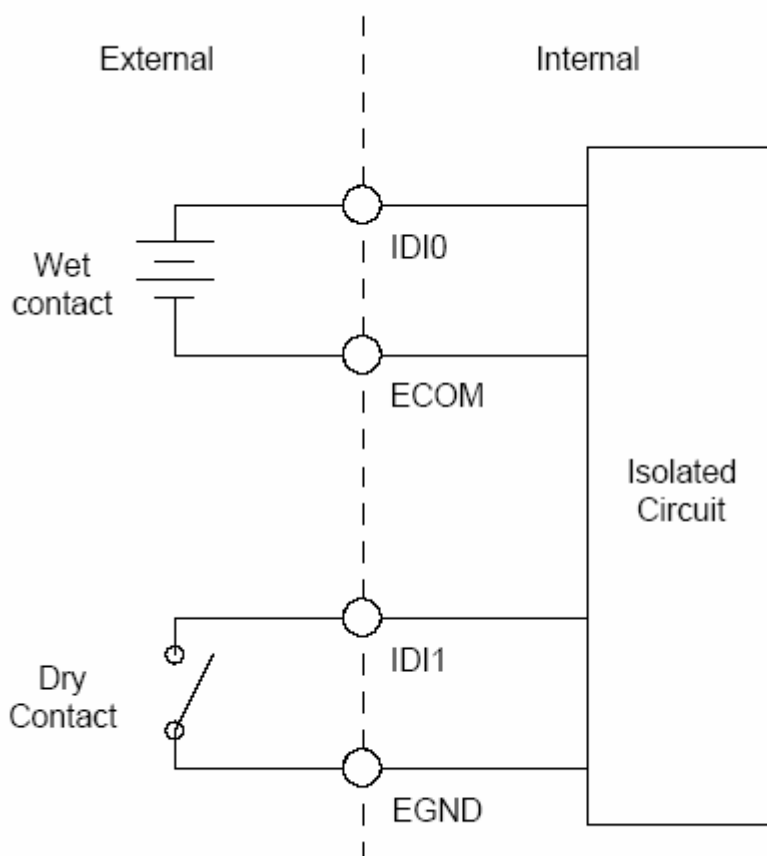 External
Internal
IDI0
Wet
contact
ECOM
Isolated
Circuit
IDI1
Dry
Contact
EGND